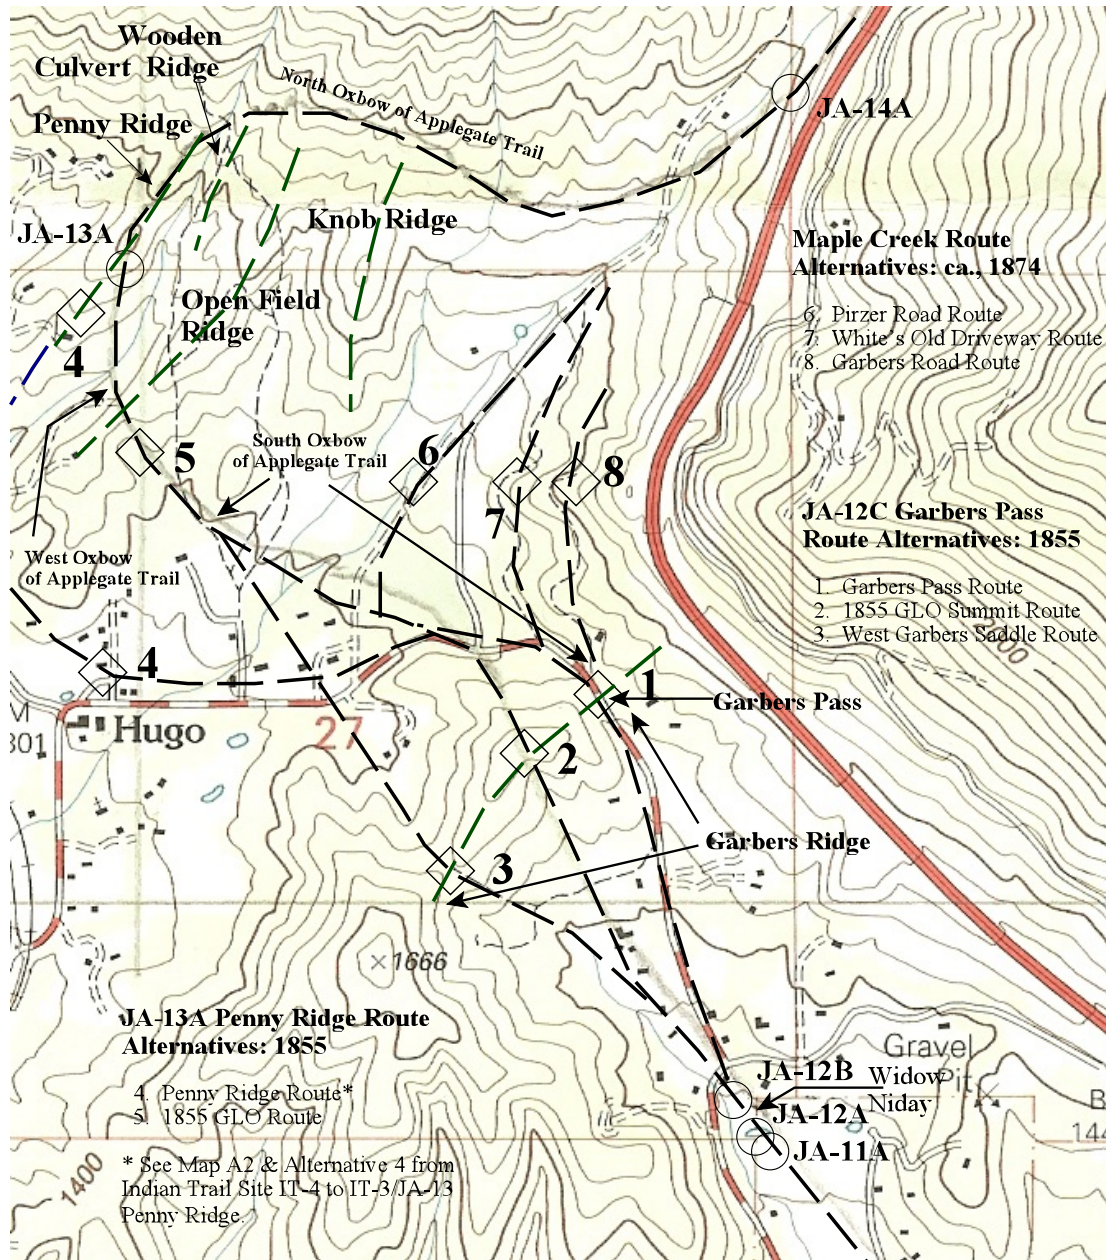 Wooden
Culvert Ridge
Penny Ridge
North Oxbow of Applegate Trail
JA-14A
JA-13A
Knob Ridge
Open Field
Ridge
4
Maple Creek Route
Alternatives: ca., 1874
6. Pirzer Road Route
7. White's Old Driveway Route
8. Garbers Road Route
South Oxbow
of Applegate Trail
5
6
7
8
JA-12C Garbers Pass
Route Alternatives: 1855
1. Garbers Pass Route
2. 1855 GLO Summit Route
3. West Garbers Saddle Route
2000
West Oxbow
of Applegate Trail
4
1
Garbers Pass
M
801
Hugo
27
2
Garbers Ridge
3
×1666
JA-13A Penny Ridge Route
Alternatives: 1855
4. Penny Ridge Route*
5. 1855 GLO Route
* See Map A2 & Alternative 4 from
Indian Trail Site IT-4 to IT-3/JA-13
Penny Ridge.
1400
Gravel
Pit
JA-12B
Widow
Niday
JA-12A
JA-11A
B
144